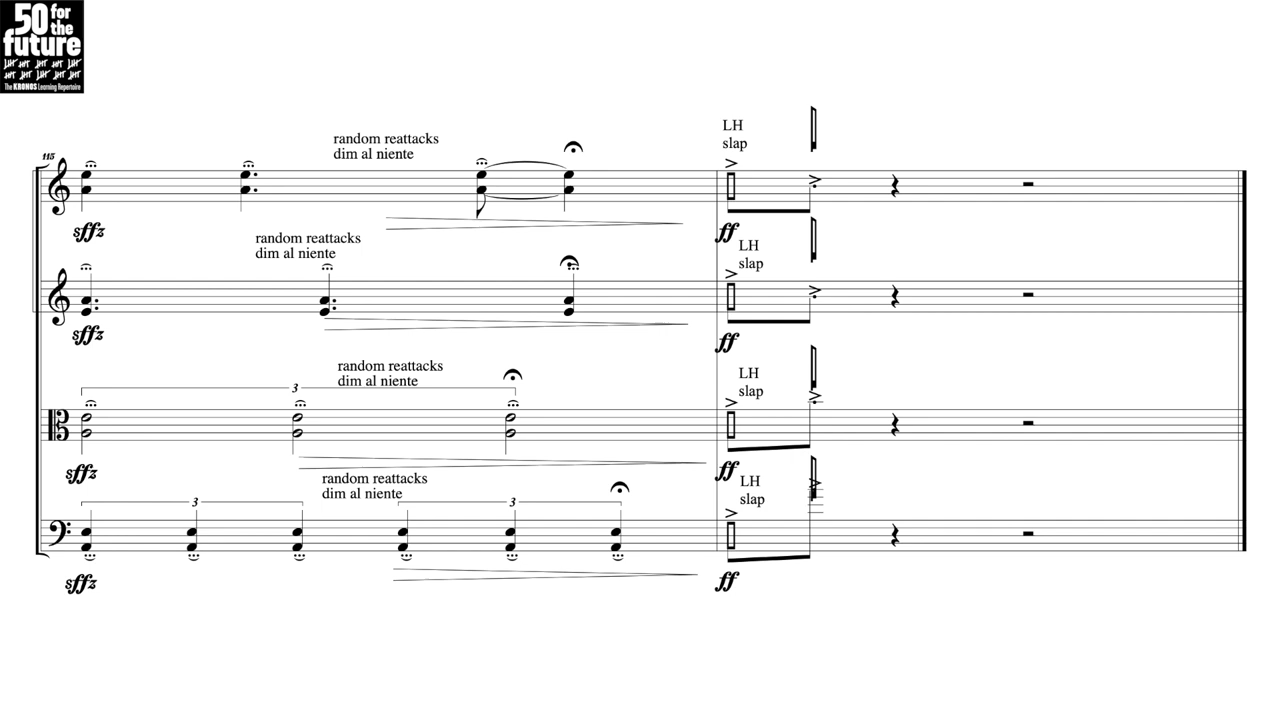 50 for
the
future
The KRONOS Learning Repertoire
115
random reattacks
dim al niente
LH
slap
sffz
ff
random reattacks
dim al niente
LH
slap
sffz
ff
random reattacks
dim al niente
3
LH
slap
sffz
ff
random reattacks
dim al niente
3
3
LH
slap
sffz
ff